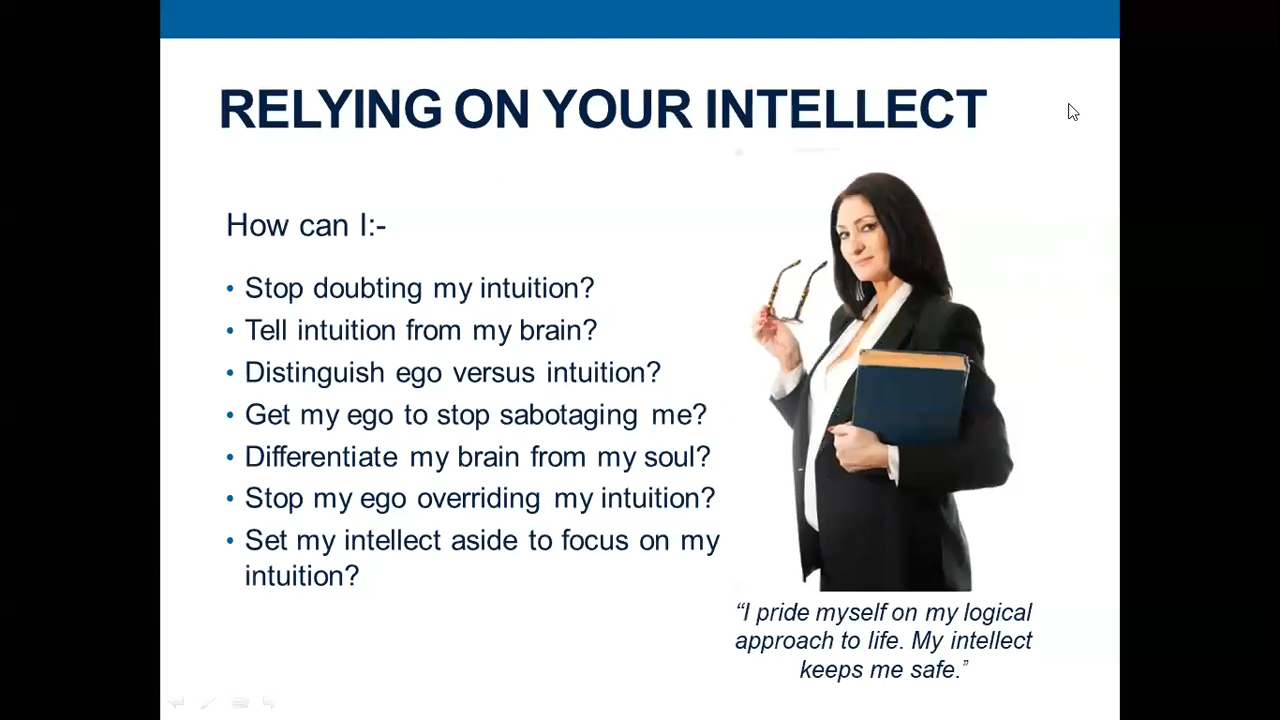 RELYING ON YOUR INTELLECT
How can I:-
• Stop doubting my intuition?
• Tell intuition from my brain?
• Distinguish ego versus intuition?
• Get my ego to stop sabotaging me?
• Differentiate my brain from my soul?
• Stop my ego overriding my intuition?
• Set my intellect aside to focus on my
intuition?
“I pride myself on my logical
approach to life. My intellect
keeps me safe.”